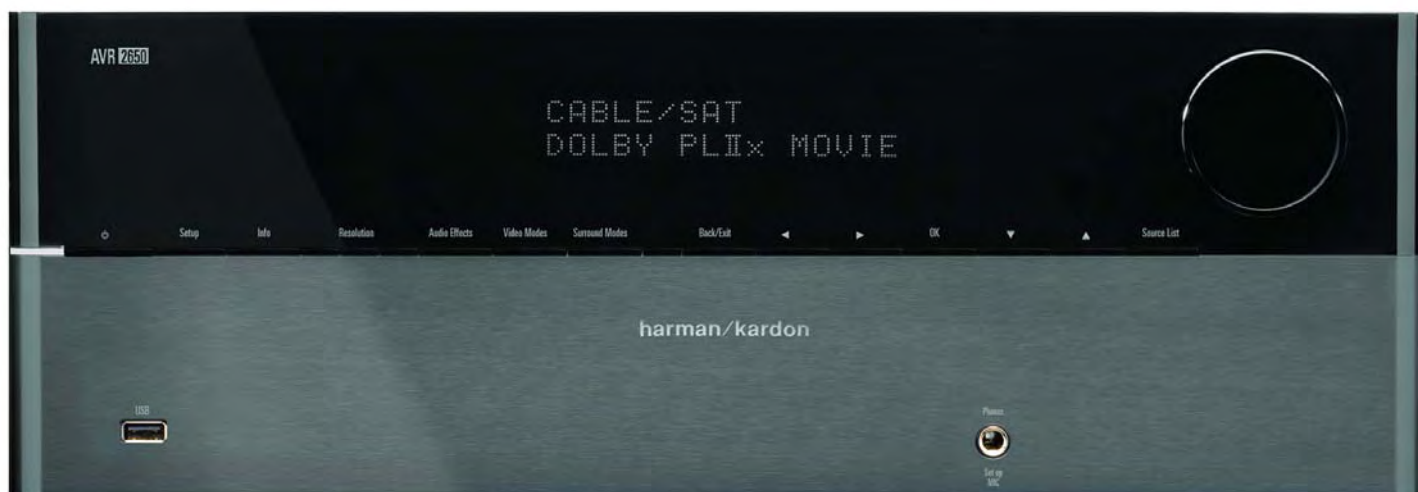 AVR 2650
CABLE/SAT
DOLBY PLIIx MOVIE
Setup Info Resolution Audio Effects Video Modes Surround Modes Back/Exit ◄ ► OK ▼ ▲ Source List
harman/kardon
USB
Phones
Set up
MIC